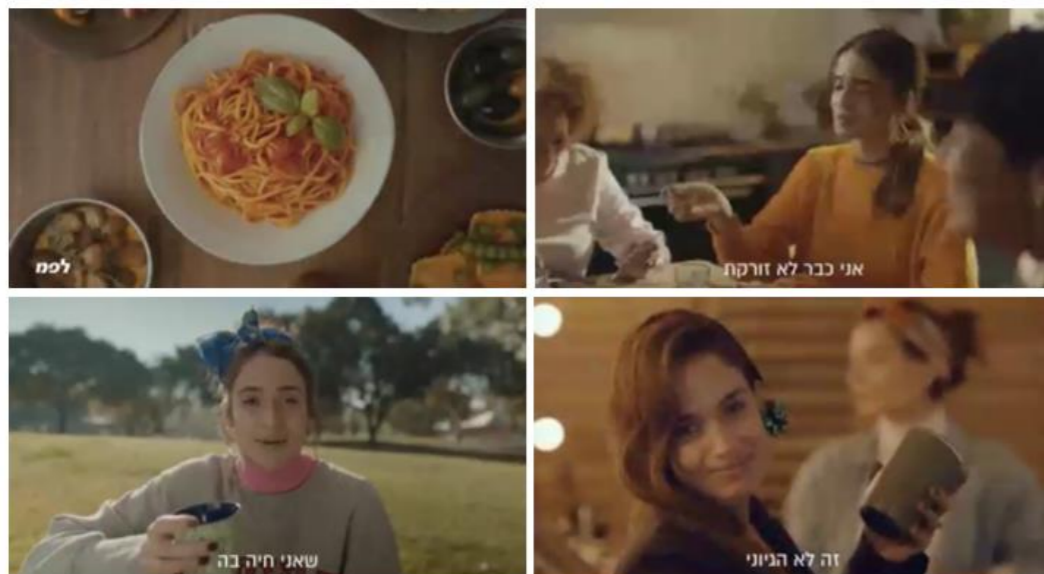 לפמ
אני כבר לא זורקת
שאני חיה בה
זה לא הגיוני